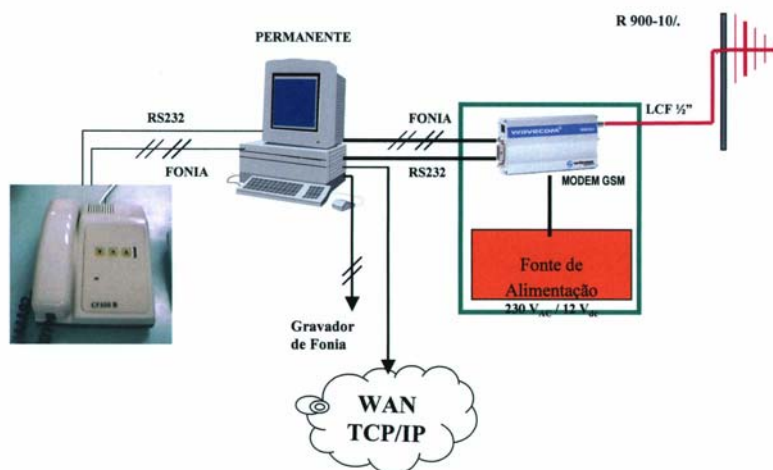 R 900-10/.
PERMANENTE
RS232
FONIA
LCF ½"
wavecom
FONIA
RS232
MODEM GSM
Fonte de
Alimentação
230 VAC / 12 Vdc
Gravador
de Fonia
WAN
TCP/IP